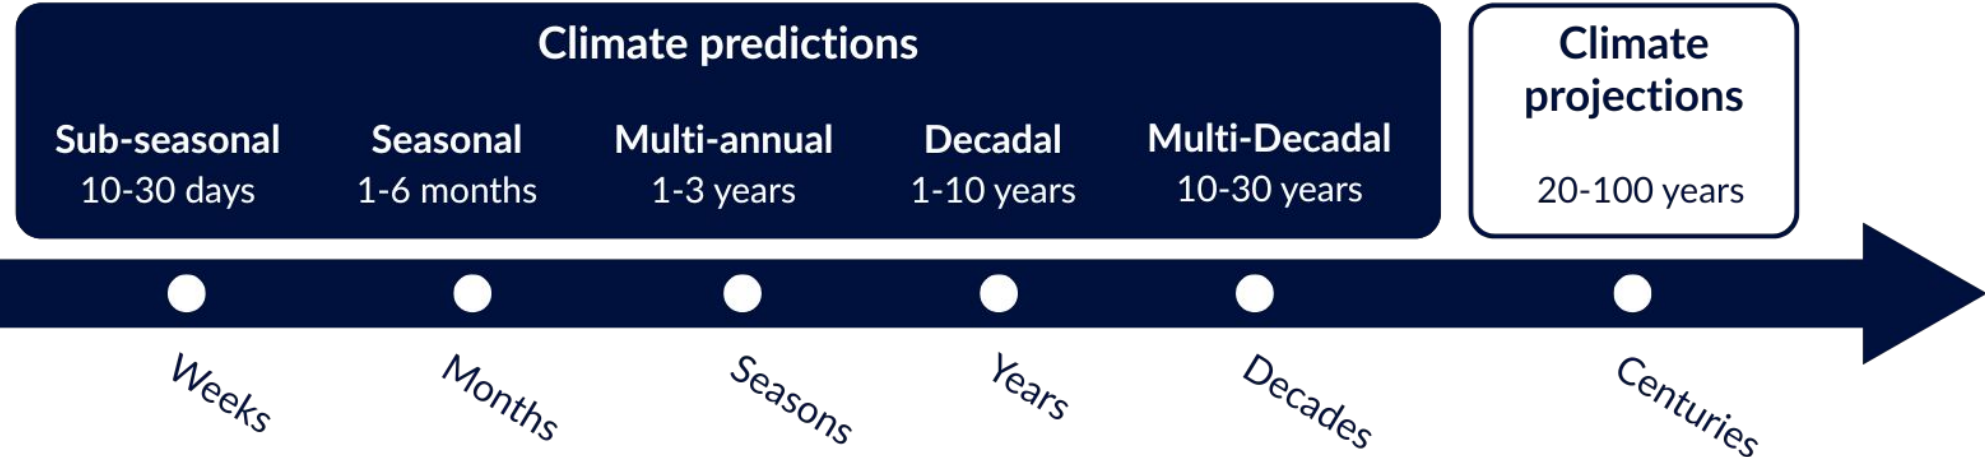 Climate predictions
Sub-seasonal
10-30 days
Seasonal
1-6 months
Multi-annual
1-3 years
Decadal
1-10 years
Multi-Decadal
10-30 years
Climate
projections
20-100 years
Weeks
Months
Seasons
Years
Decades
Centuries